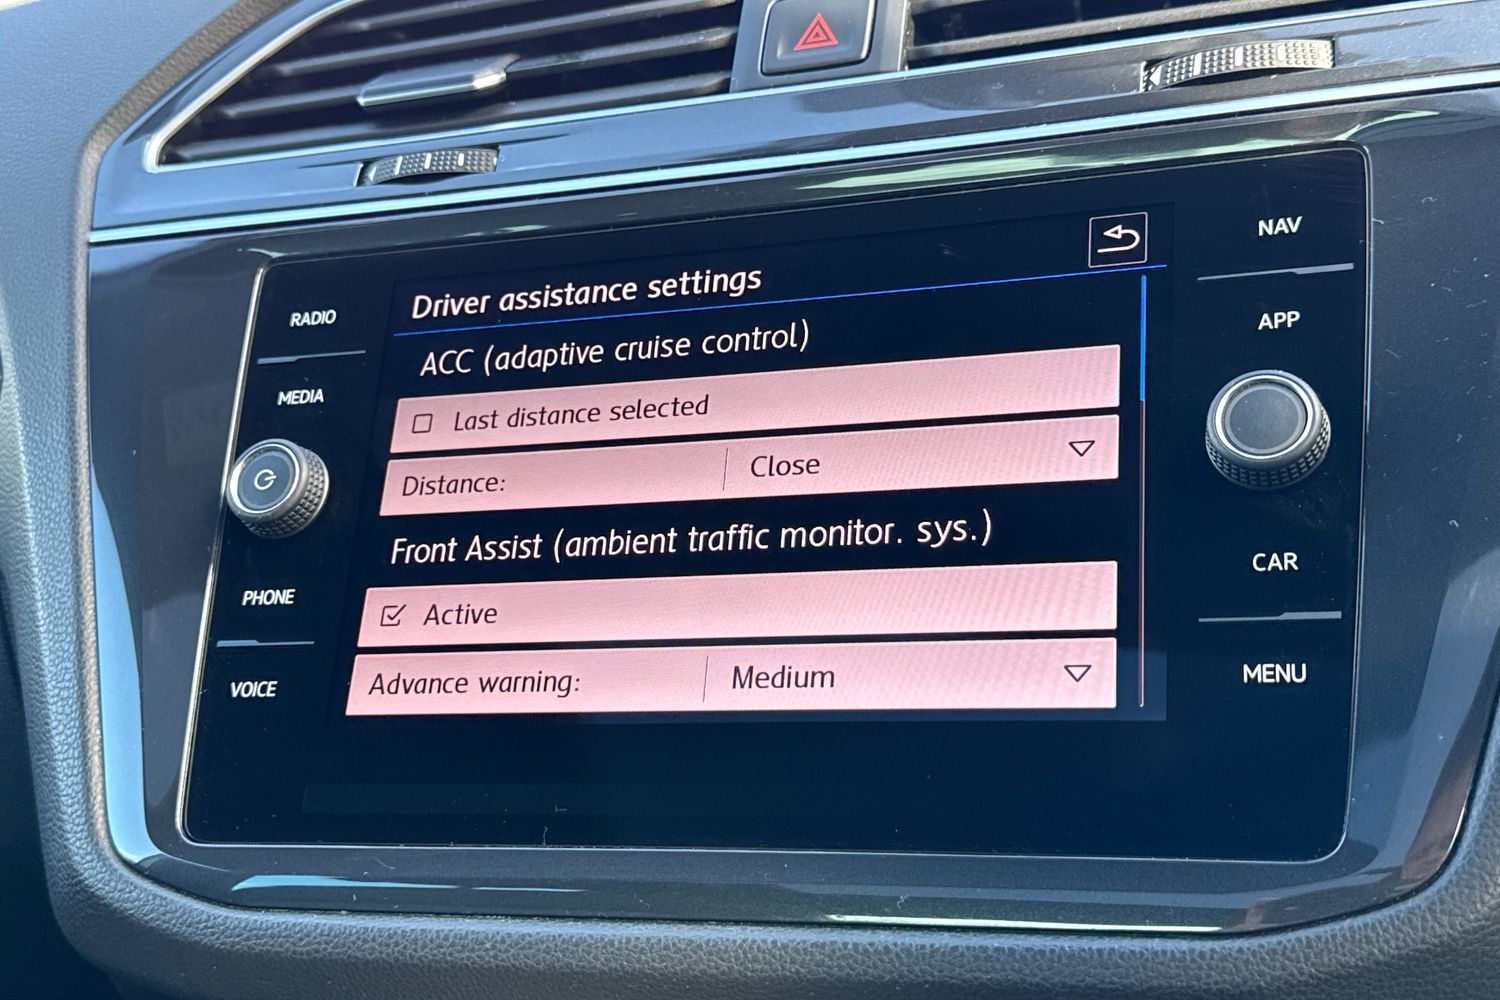 RADIO
MEDIA
PHONE
VOICE
Driver assistance settings
ACC (adaptive cruise control)
Last distance selected
Distance: Close
Front Assist (ambient traffic monitor. sys.)
Active
Advance warning: Medium
NAV
APP
CAR
MENU